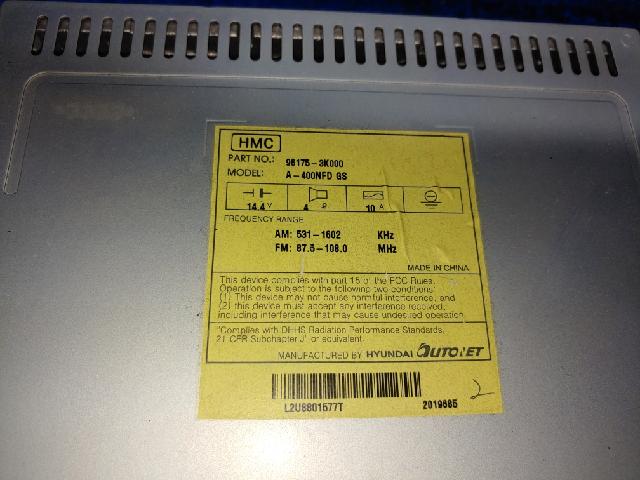 HMC
PART NO.: 96175-3K000
MODEL: A-400NFD GS
14.4 V 4 Ω 10 A
FREQUENCY RANGE
AM: 531-1602 KHz
FM: 87.5-108.0 MHz
MADE IN CHINA
This device complies with part 15 of the FCC Rules.
Operation is subject to the following two conditions:
(1) This device may not cause harmful interference, and
(2) this device must accept any interference received,
including interference that may cause undesired operation.
"Complies with DHHS Radiation Performance Standards,
21 CFR Subchapter J" or equivalent.
MANUFACTURED BY HYUNDAI AUTONET
L2U8801577T 2019685
2